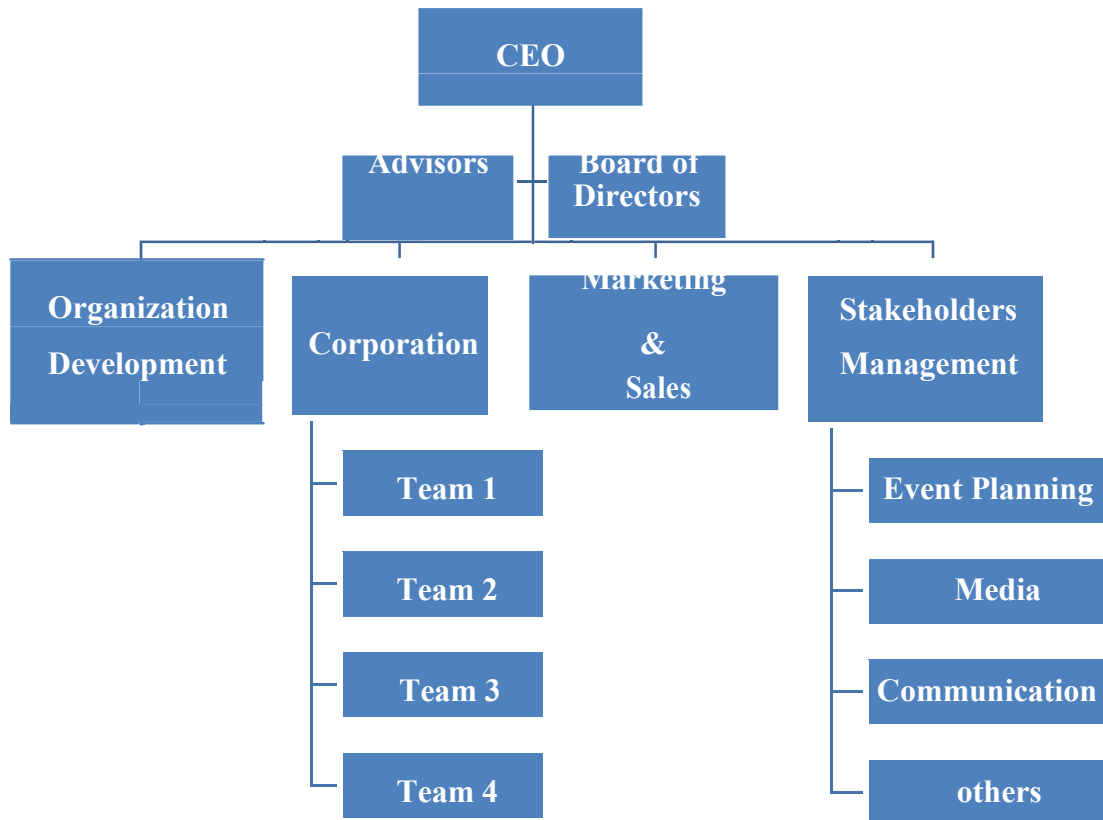 CEO
Advisors
Board of
Directors
Organization
Development
Corporation
Marketing
&
Sales
Stakeholders
Management
Team 1
Team 2
Team 3
Team 4
Event Planning
Media
Communication
others